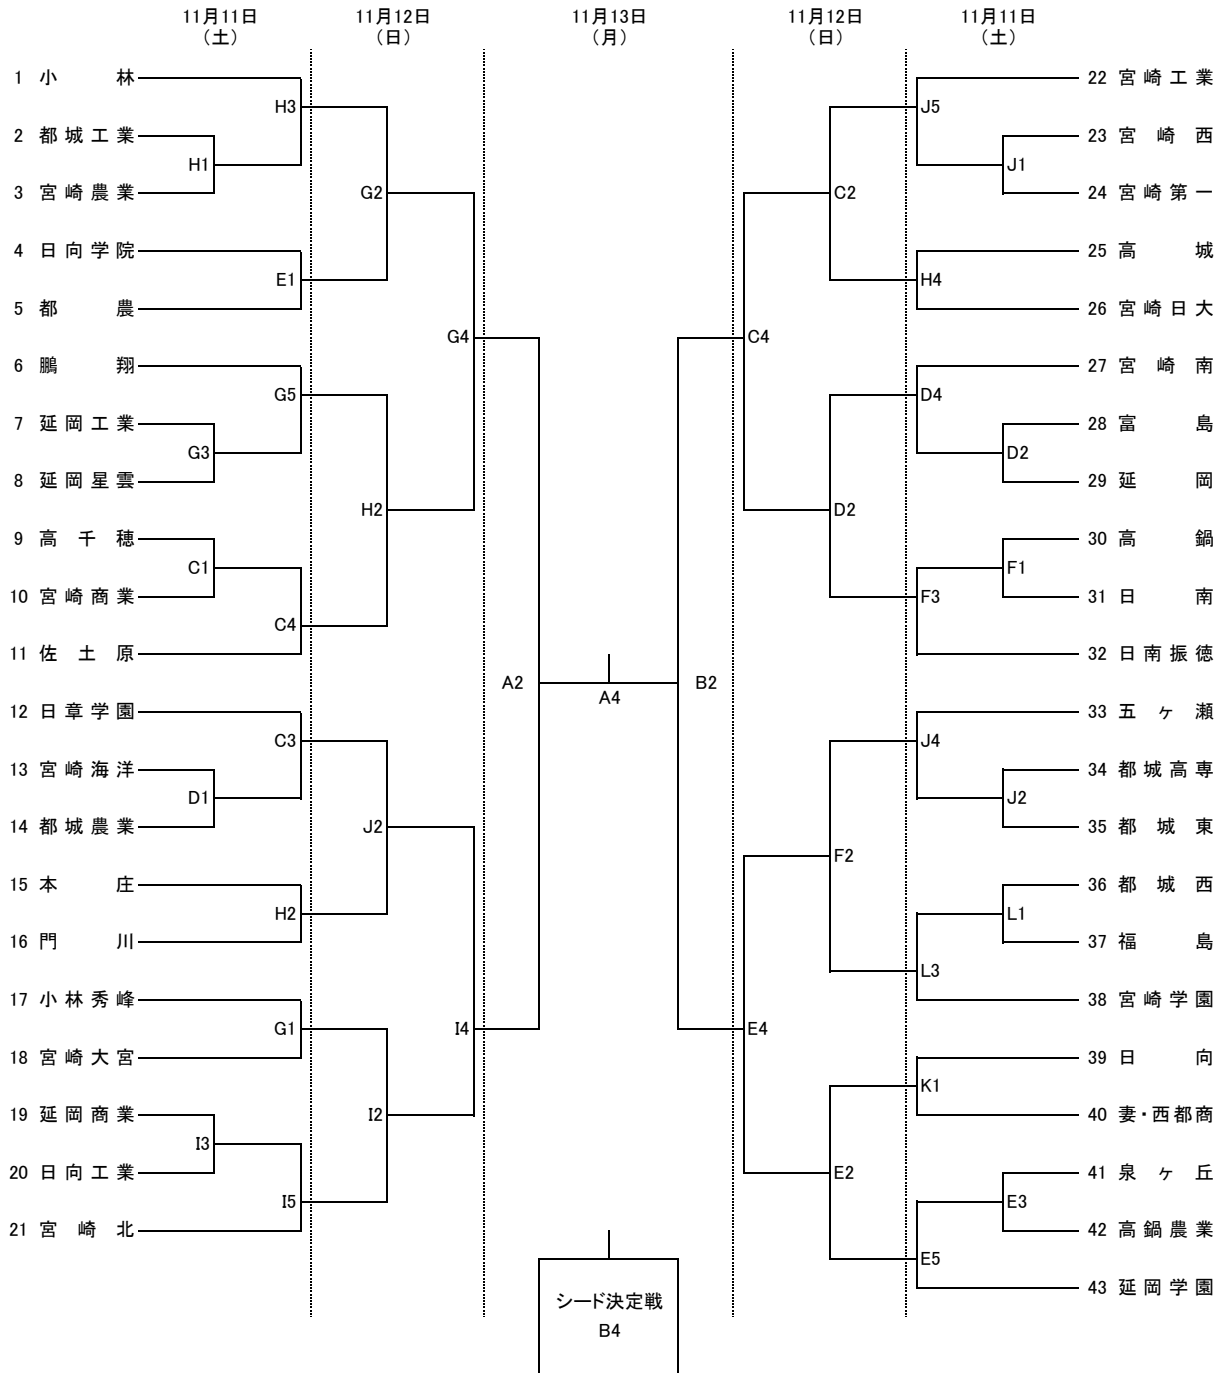 11月11日
（土）
11月12日
（日）
11月13日
（月）
11月12日
（日）
11月11日
（土）
1 小林
2 都城工業
3 宮崎農業
4 日向学院
5 都農
6 鵬翔
7 延岡工業
8 延岡星雲
9 高千穂
10 宮崎商業
11 佐土原
12 日章学園
13 宮崎海洋
14 都城農業
15 本庄
16 門川
17 小林秀峰
18 宮崎大宮
19 延岡商業
20 日向工業
21 宮崎北
H1
G3
C1
D1
I3
H3
E1
G5
C4
C3
H2
G1
I5
G2
H2
J2
I2
G4
I4
A2
A4
B2
シード決定戦
B4
C4
E4
C2
D2
F2
E2
J5
H4
D4
F3
J4
L3
K1
E5
J1
D2
F1
J2
L1
E3
22 宮崎工業
23 宮崎西
24 宮崎第一
25 高城
26 宮崎日大
27 宮崎南
28 富島
29 延岡
30 高鍋
31 日南
32 日南振徳
33 五ヶ瀬
34 都城高専
35 都城東
36 都城西
37 福島
38 宮崎学園
39 日向
40 妻・西都商
41 泉ヶ丘
42 高鍋農業
43 延岡学園